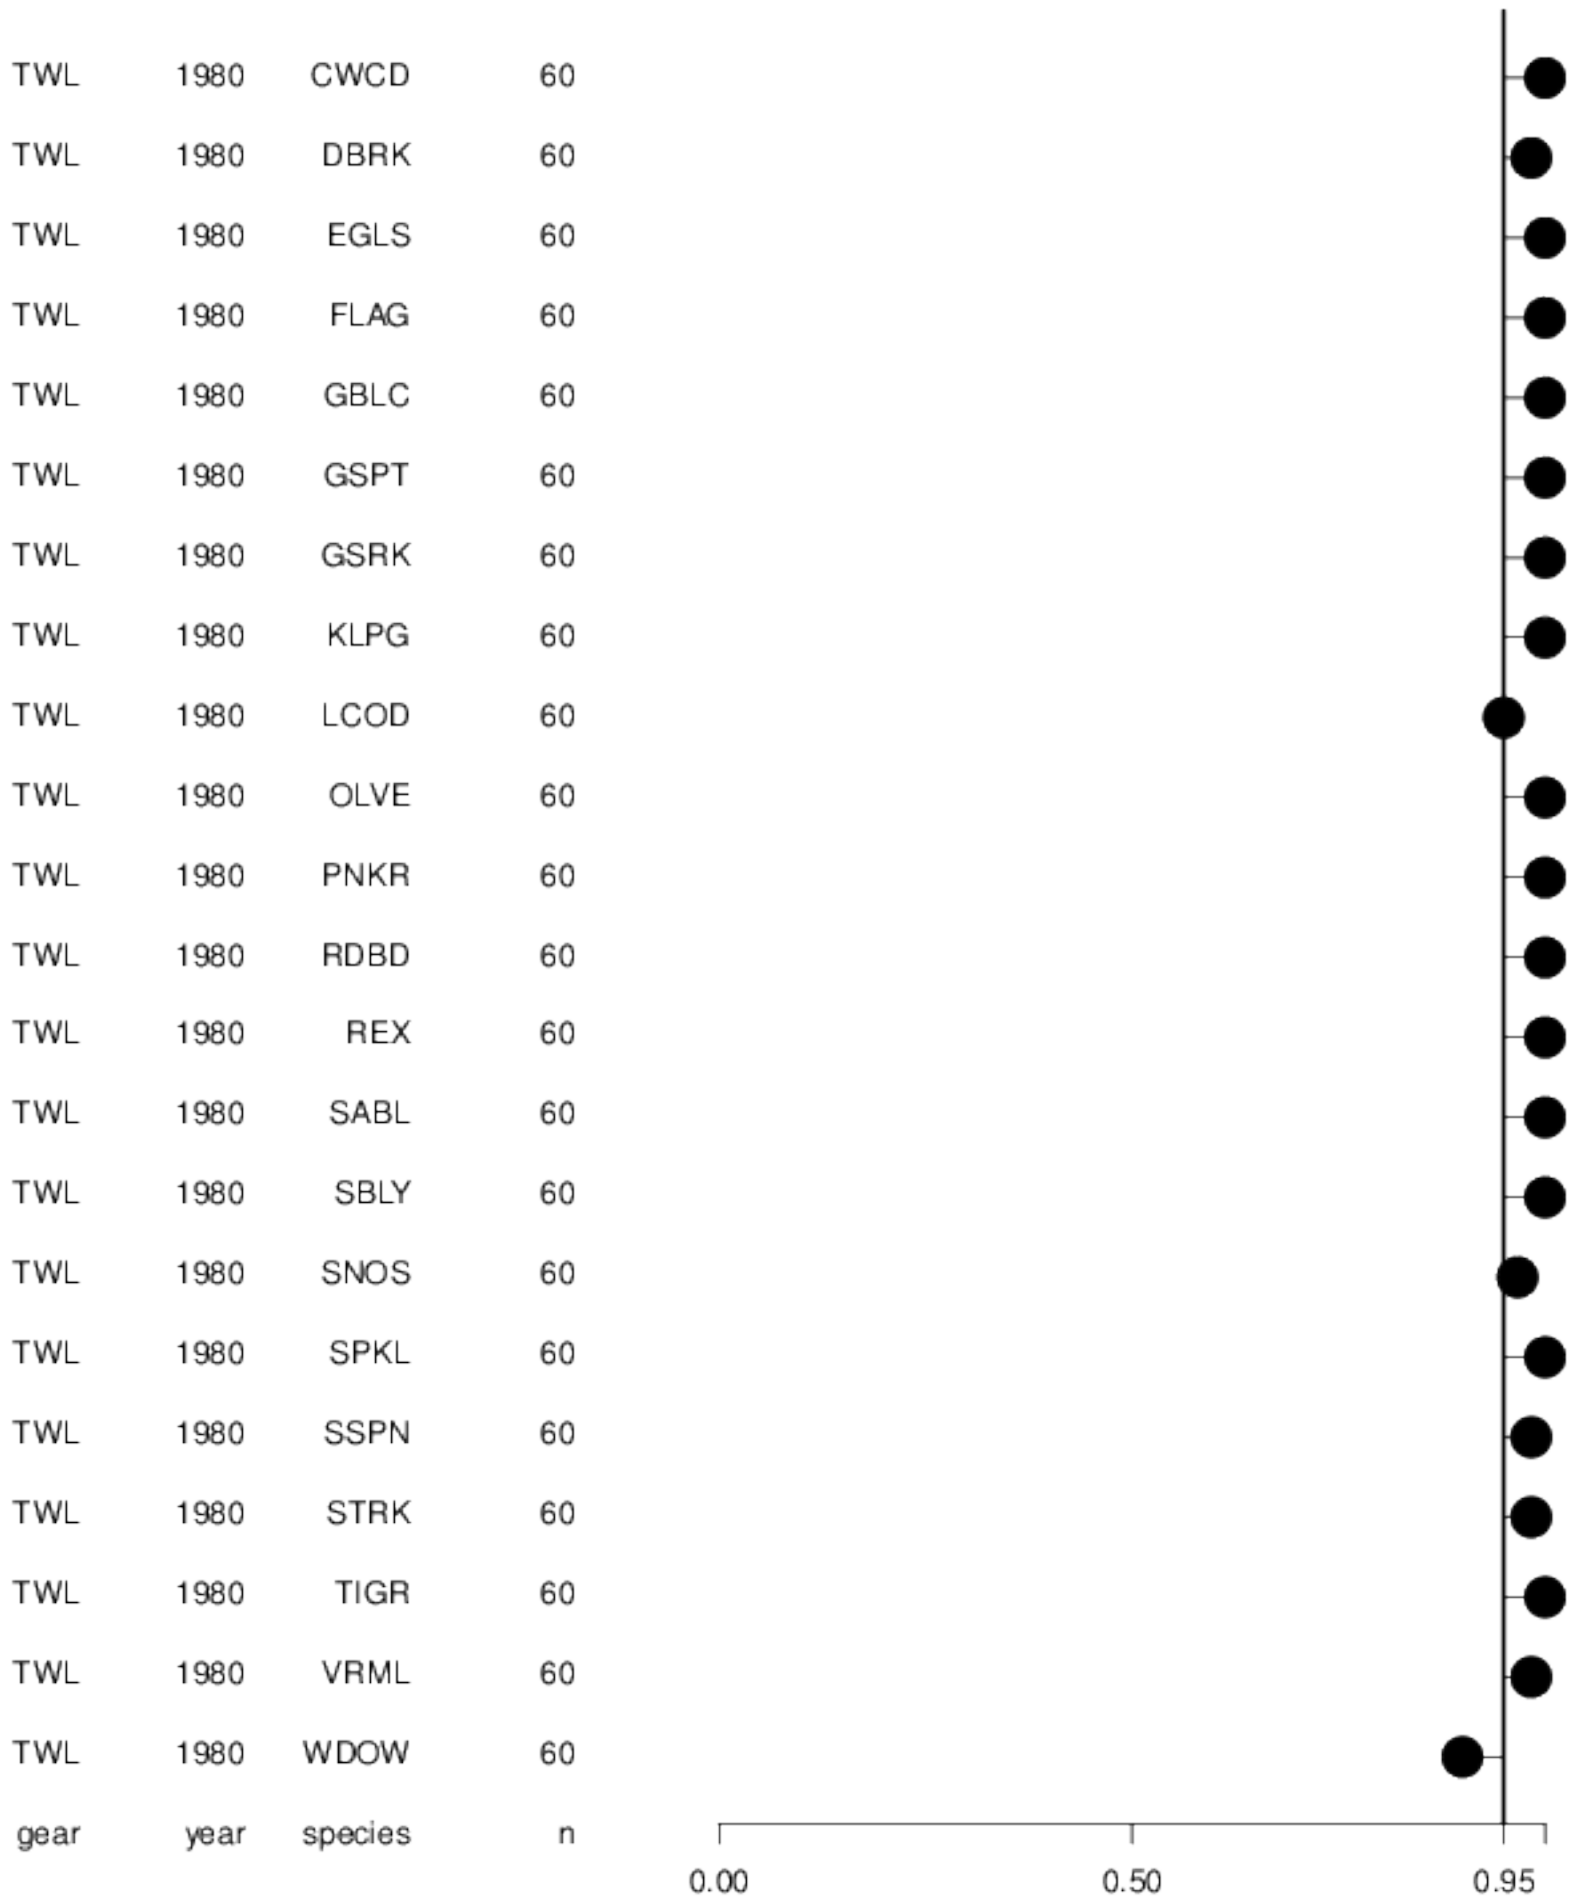 TWL 1980 CWCD 60
TWL 1980 DBRK 60
TWL 1980 EGLS 60
TWL 1980 FLAG 60
TWL 1980 GBLC 60
TWL 1980 GSPT 60
TWL 1980 GSRK 60
TWL 1980 KLPG 60
TWL 1980 LCOD 60
TWL 1980 OLVE 60
TWL 1980 PNKR 60
TWL 1980 RDBD 60
TWL 1980 REX 60
TWL 1980 SABL 60
TWL 1980 SBLY 60
TWL 1980 SNOS 60
TWL 1980 SPKL 60
TWL 1980 SSPN 60
TWL 1980 STRK 60
TWL 1980 TIGR 60
TWL 1980 VRML 60
TWL 1980 WDOW 60
gear year species n
0.00 0.50 0.95